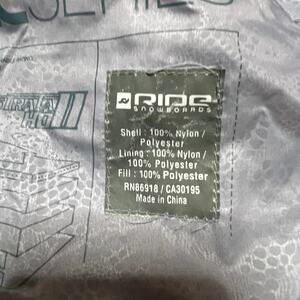 SERIES
RIDE
SNOWBOARDS
Shell : 100% Nylon /
Polyester
Lining : 100% Nylon /
100% Polyester
Fill : 100% Polyester
RN86918 / CA30195
Made in China